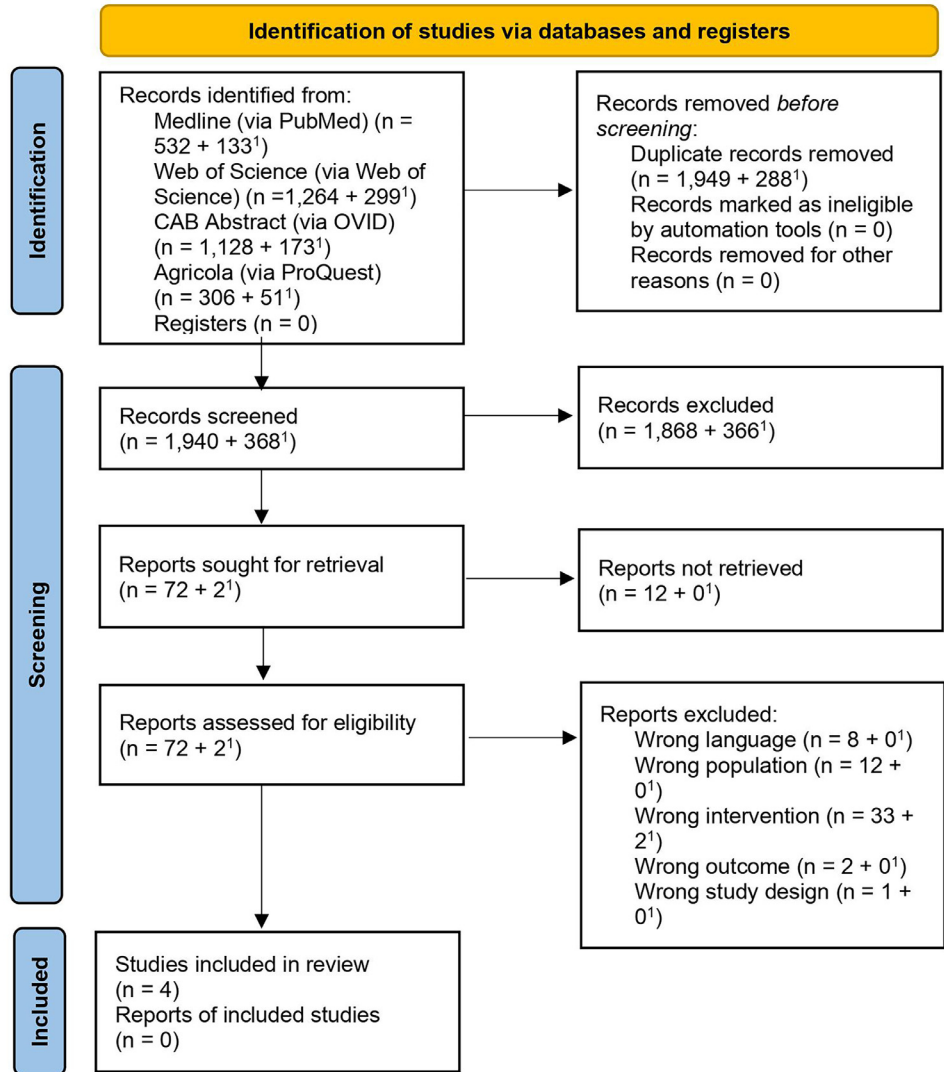 Identification of studies via databases and registers
Identification
Records identified from:
Medline (via PubMed) (n =
532 + 133¹)
Web of Science (via Web of
Science) (n =1,264 + 299¹)
CAB Abstract (via OVID)
(n = 1,128 + 173¹)
Agricola (via ProQuest)
(n = 306 + 51¹)
Registers (n = 0)
Records removed before
screening:
Duplicate records removed
(n = 1,949 + 288¹)
Records marked as ineligible
by automation tools (n = 0)
Records removed for other
reasons (n = 0)
Screening
Records screened
(n = 1,940 + 368¹)
Records excluded
(n = 1,868 + 366¹)
Reports sought for retrieval
(n = 72 + 2¹)
Reports not retrieved
(n = 12 + 0¹)
Reports assessed for eligibility
(n = 72 + 2¹)
Reports excluded:
Wrong language (n = 8 + 0¹)
Wrong population (n = 12 +
0¹)
Wrong intervention (n = 33 +
2¹)
Wrong outcome (n = 2 + 0¹)
Wrong study design (n = 1 +
0¹)
Included
Studies included in review
(n = 4)
Reports of included studies
(n = 0)